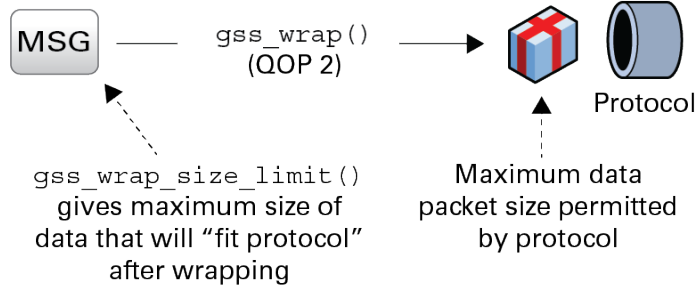 MSG
gss_wrap()
(QOP 2)
Protocol
gss_wrap_size_limit()
gives maximum size of
data that will “fit protocol”
after wrapping
Maximum data
packet size permitted
by protocol